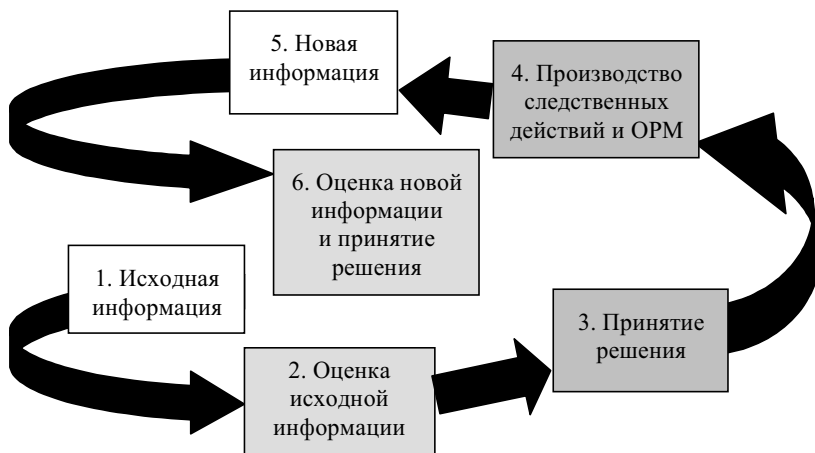 5. Новая
информация
4. Производство
следственных
действий и ОРМ
6. Оценка новой
информации
и принятие
решения
1. Исходная
информация
3. Принятие
решения
2. Оценка
исходной
информации